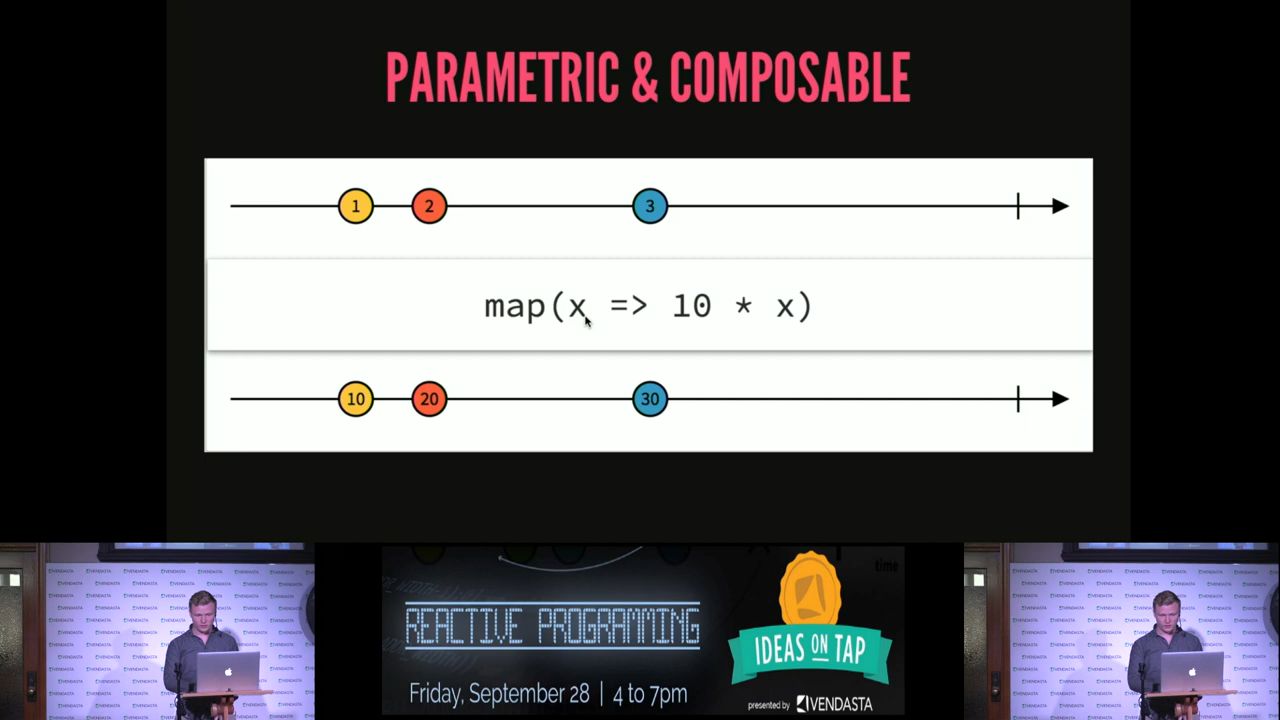 PARAMETRIC & COMPOSABLE
1 2 3
map(x => 10 * x)
10 20 30
time
REACTIVE PROGRAMMING
Friday, September 28 | 4 to 7pm
IDEAS ON TAP
presented by VENDASTA